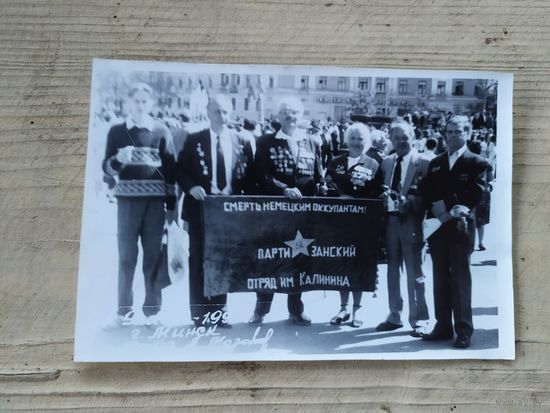 СМЕРТЬ НЕМЕЦКИМ ОККУПАНТАМ!
ПАРТИЗАНСКИЙ
ОТРЯД ИМ КАЛИНИНА
г. Минск